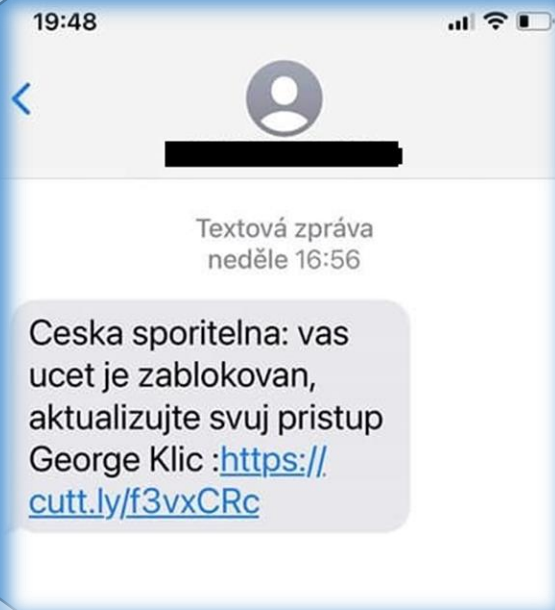 19:48
Textová zpráva
neděle 16:56
Ceska sporitelna: vas
ucet je zablokovan,
aktualizujte svuj pristup
George Klic :https://
cutt.ly/f3vxCRc